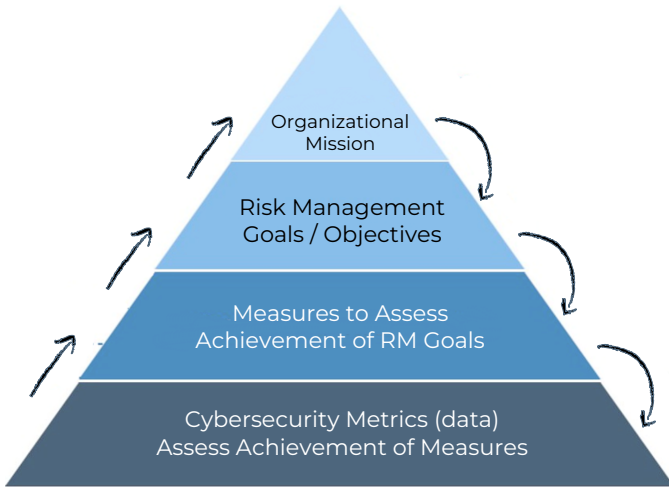 Organizational
Mission
Risk Management
Goals / Objectives
Measures to Assess
Achievement of RM Goals
Cybersecurity Metrics (data)
Assess Achievement of Measures